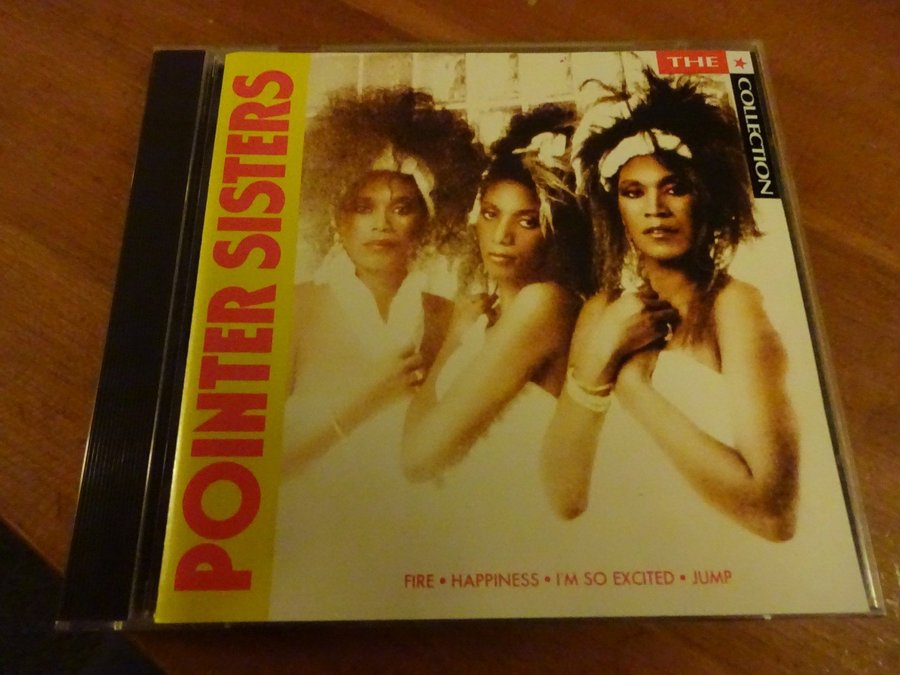 POINTER SISTERS
THE
COLLECTION
FIRE • HAPPINESS • I'M SO EXCITED • JUMP